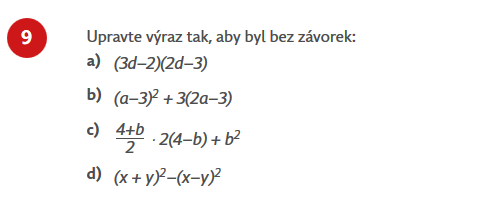 9 Upravte výraz tak, aby byl bez závorek:
a) (3d–2)(2d–3)
b) (a–3)² + 3(2a–3)
c) \frac{4+b}{2} · 2(4–b) + b²
d) (x + y)²–(x–y)²